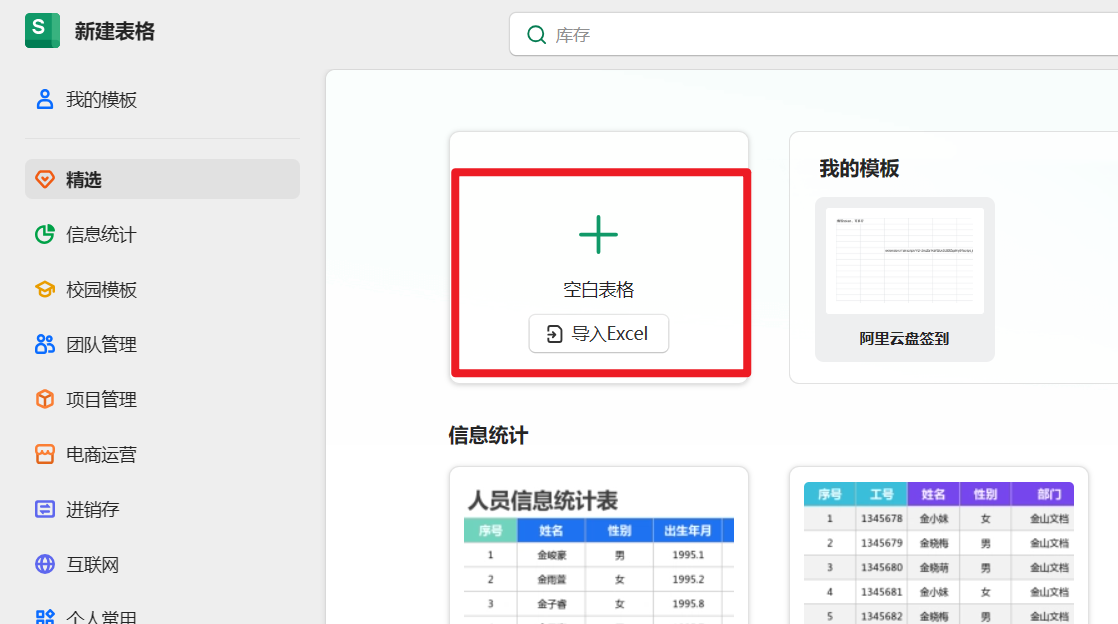 S
新建表格
库存
我的模板
精选
信息统计
校园模板
团队管理
项目管理
电商运营
进销存
互联网
个人常用
空白表格
导入Excel
我的模板
阿里云盘签到
信息统计
人员信息统计表
序号 姓名 性别 出生年月
1 金峻豪 男 1995.1
2 金雨萱 女 1995.2
3 金子睿 女 1995.8
序号 工号 姓名 性别 部门
1 1345678 金小妹 女 金山文档
2 1345679 金晓梅 男 金山文档
3 1345680 金晓萌 男 金山文档
4 1345681 金小妹 女 金山文档
5 1345682 金晓梅 男 金山文档